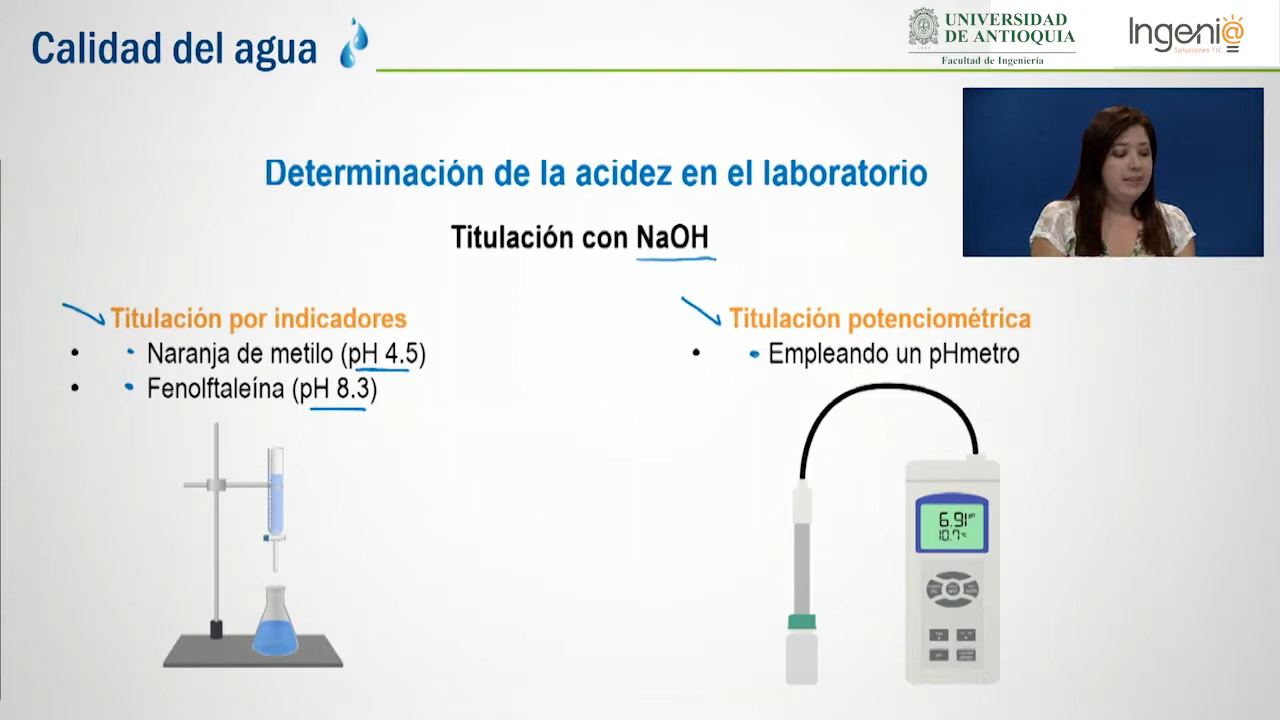 Calidad del agua
UNIVERSIDAD
DE ANTIOQUIA
Facultad de Ingeniería
Ingeni@
Soluciones TIC
Determinación de la acidez en el laboratorio
Titulación con NaOH
Titulación por indicadores
• Naranja de metilo (pH 4.5)
• Fenolftaleína (pH 8.3)
Titulación potenciométrica
• Empleando un pHmetro
6.91 pH
10.7 °C